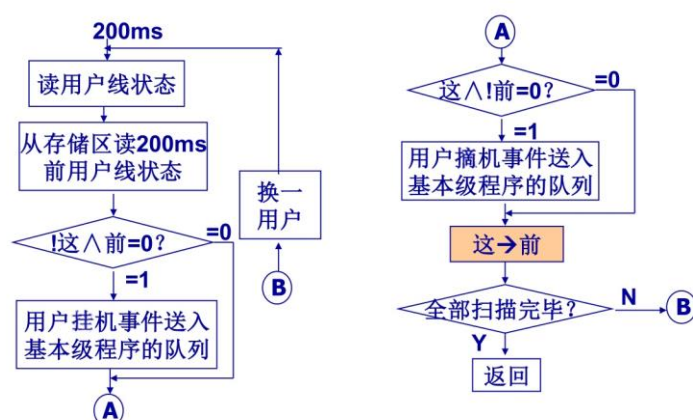 200ms
读用户线状态
从存储区读200ms
前用户线状态
!这∧前=0?
=0
=1
用户挂机事件送入
基本级程序的队列
A
换一
用户
B
A
这∧!前=0?
=0
=1
用户摘机事件送入
基本级程序的队列
这→前
全部扫描完毕?
N
B
Y
返回